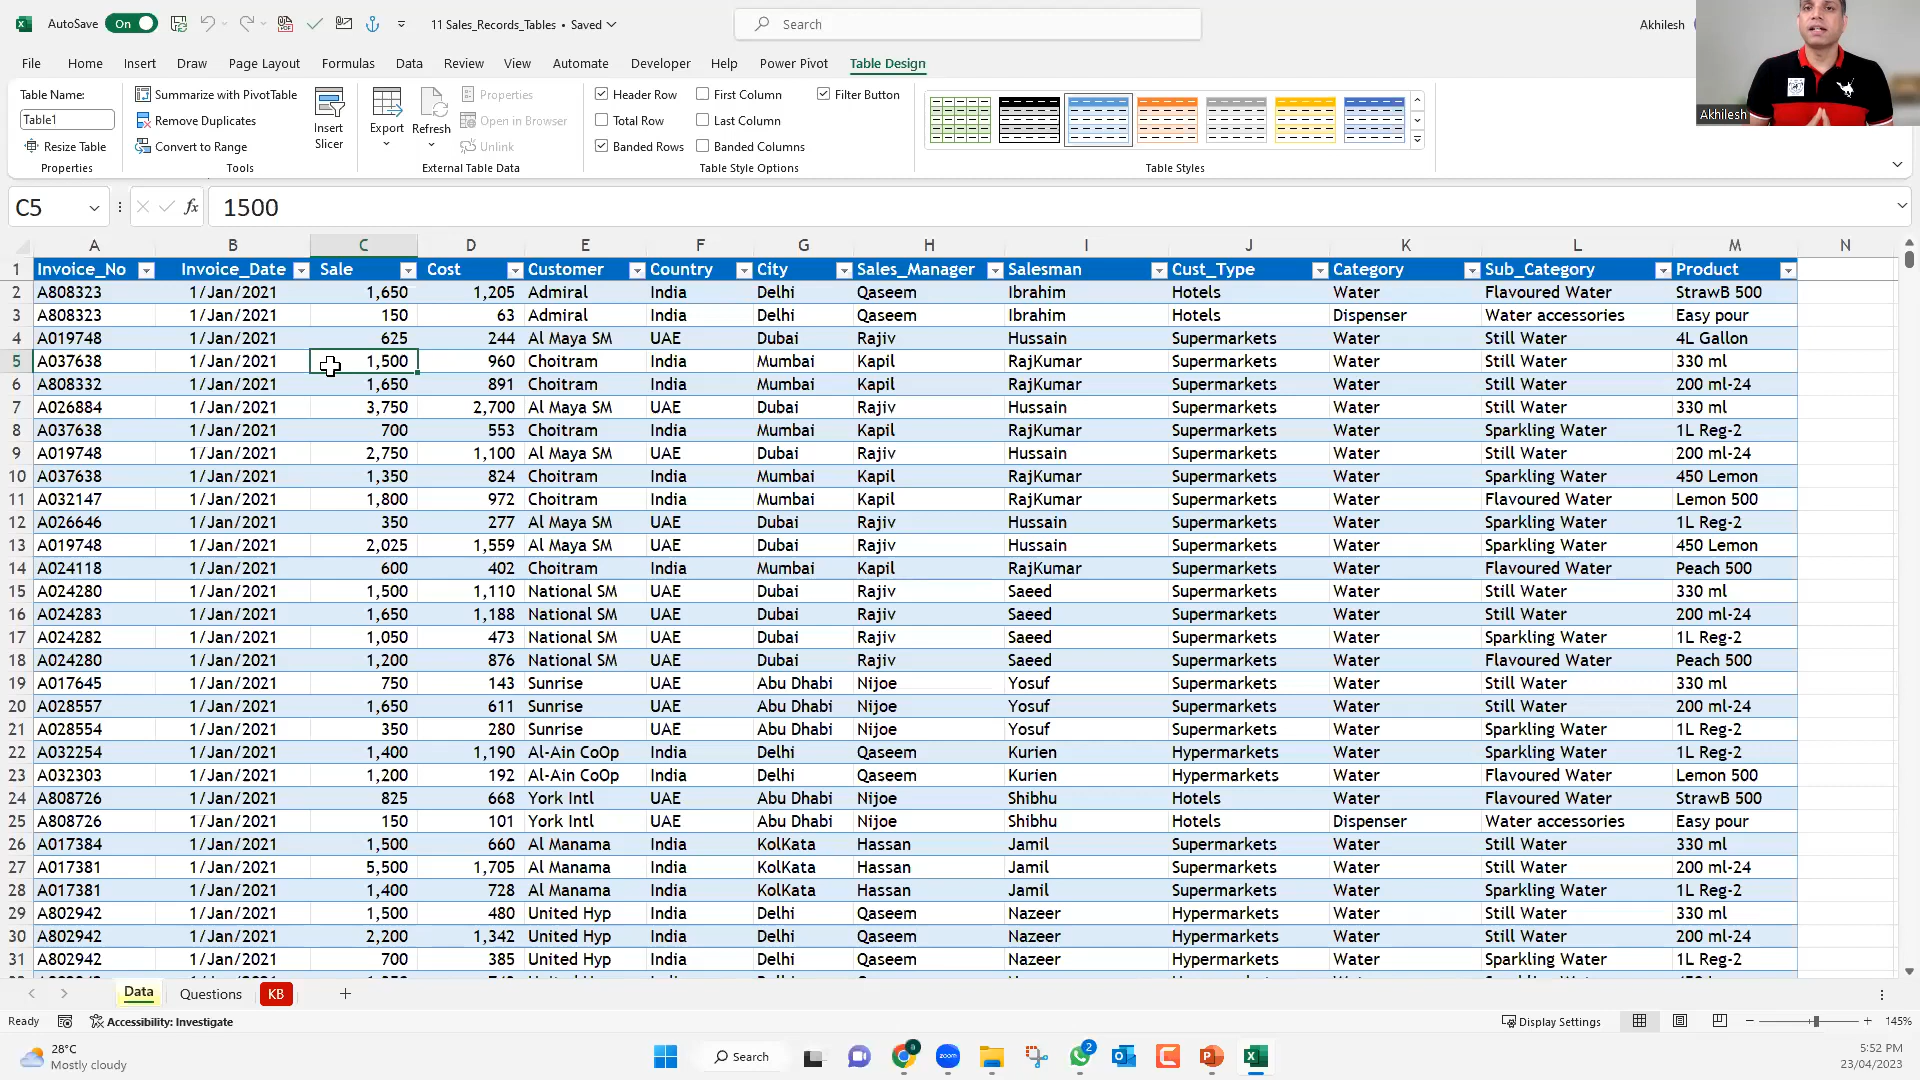 AutoSave On 11 Sales_Records_Tables • Saved Search Akhilesh
File Home Insert Draw Page Layout Formulas Data Review View Automate Developer Help Power Pivot Table Design
Table Name:
Table1
Resize Table
Properties
Summarize with PivotTable
Remove Duplicates
Convert to Range
Tools
Insert
Slicer
Export
Refresh
Properties
Open in Browser
Unlink
External Table Data
Header Row First Column Filter Button
Total Row Last Column
Banded Rows Banded Columns
Table Style Options
Table Styles
Akhilesh
C5 fx 1500
A B C D E F G H I J K L M N
1 Invoice_No Invoice_Date Sale Cost Customer Country City Sales_Manager Salesman Cust_Type Category Sub_Category Product
2 A808323 1/Jan/2021 1,650 1,205 Admiral India Delhi Qaseem Ibrahim Hotels Water Flavoured Water StrawB 500
3 A808323 1/Jan/2021 150 63 Admiral India Delhi Qaseem Ibrahim Hotels Dispenser Water accessories Easy pour
4 A019748 1/Jan/2021 625 244 Al Maya SM UAE Dubai Rajiv Hussain Supermarkets Water Still Water 4L Gallon
5 A037638 1/Jan/2021 1,500 960 Choitram India Mumbai Kapil RajKumar Supermarkets Water Still Water 330 ml
6 A808332 1/Jan/2021 1,650 891 Choitram India Mumbai Kapil RajKumar Supermarkets Water Still Water 200 ml-24
7 A026884 1/Jan/2021 3,750 2,700 Al Maya SM UAE Dubai Rajiv Hussain Supermarkets Water Still Water 330 ml
8 A037638 1/Jan/2021 700 553 Choitram India Mumbai Kapil RajKumar Supermarkets Water Sparkling Water 1L Reg-2
9 A019748 1/Jan/2021 2,750 1,100 Al Maya SM UAE Dubai Rajiv Hussain Supermarkets Water Still Water 200 ml-24
10 A037638 1/Jan/2021 1,350 824 Choitram India Mumbai Kapil RajKumar Supermarkets Water Sparkling Water 450 Lemon
11 A032147 1/Jan/2021 1,800 972 Choitram India Mumbai Kapil RajKumar Supermarkets Water Flavoured Water Lemon 500
12 A026646 1/Jan/2021 350 277 Al Maya SM UAE Dubai Rajiv Hussain Supermarkets Water Sparkling Water 1L Reg-2
13 A019748 1/Jan/2021 2,025 1,559 Al Maya SM UAE Dubai Rajiv Hussain Supermarkets Water Sparkling Water 450 Lemon
14 A024118 1/Jan/2021 600 402 Choitram India Mumbai Kapil RajKumar Supermarkets Water Flavoured Water Peach 500
15 A024280 1/Jan/2021 1,500 1,110 National SM UAE Dubai Rajiv Saeed Supermarkets Water Still Water 330 ml
16 A024283 1/Jan/2021 1,650 1,188 National SM UAE Dubai Rajiv Saeed Supermarkets Water Still Water 200 ml-24
17 A024282 1/Jan/2021 1,050 473 National SM UAE Dubai Rajiv Saeed Supermarkets Water Sparkling Water 1L Reg-2
18 A024280 1/Jan/2021 1,200 876 National SM UAE Dubai Rajiv Saeed Supermarkets Water Flavoured Water Peach 500
19 A017645 1/Jan/2021 750 143 Sunrise UAE Abu Dhabi Nijoe Yosuf Supermarkets Water Still Water 330 ml
20 A028557 1/Jan/2021 1,650 611 Sunrise UAE Abu Dhabi Nijoe Yosuf Supermarkets Water Still Water 200 ml-24
21 A028554 1/Jan/2021 350 280 Sunrise UAE Abu Dhabi Nijoe Yosuf Supermarkets Water Sparkling Water 1L Reg-2
22 A032254 1/Jan/2021 1,400 1,190 Al-Ain CoOp India Delhi Qaseem Kurien Hypermarkets Water Sparkling Water 1L Reg-2
23 A032303 1/Jan/2021 1,200 192 Al-Ain CoOp India Delhi Qaseem Kurien Hypermarkets Water Flavoured Water Lemon 500
24 A808726 1/Jan/2021 825 668 York Intl UAE Abu Dhabi Nijoe Shibhu Hotels Water Flavoured Water StrawB 500
25 A808726 1/Jan/2021 150 101 York Intl UAE Abu Dhabi Nijoe Shibhu Hotels Dispenser Water accessories Easy pour
26 A017384 1/Jan/2021 1,500 660 Al Manama India KolKata Hassan Jamil Supermarkets Water Still Water 330 ml
27 A017381 1/Jan/2021 5,500 1,705 Al Manama India KolKata Hassan Jamil Supermarkets Water Still Water 200 ml-24
28 A017381 1/Jan/2021 1,400 728 Al Manama India KolKata Hassan Jamil Supermarkets Water Sparkling Water 1L Reg-2
29 A802942 1/Jan/2021 1,500 480 United Hyp India Delhi Qaseem Nazeer Hypermarkets Water Still Water 330 ml
30 A802942 1/Jan/2021 2,200 1,342 United Hyp India Delhi Qaseem Nazeer Hypermarkets Water Still Water 200 ml-24
31 A802942 1/Jan/2021 700 385 United Hyp India Delhi Qaseem Nazeer Hypermarkets Water Sparkling Water 1L Reg-2
Data Questions KB
Ready Accessibility: Investigate Display Settings 145%
28°C
Mostly cloudy
Search
zoom
2
5:52 PM
23/04/2023